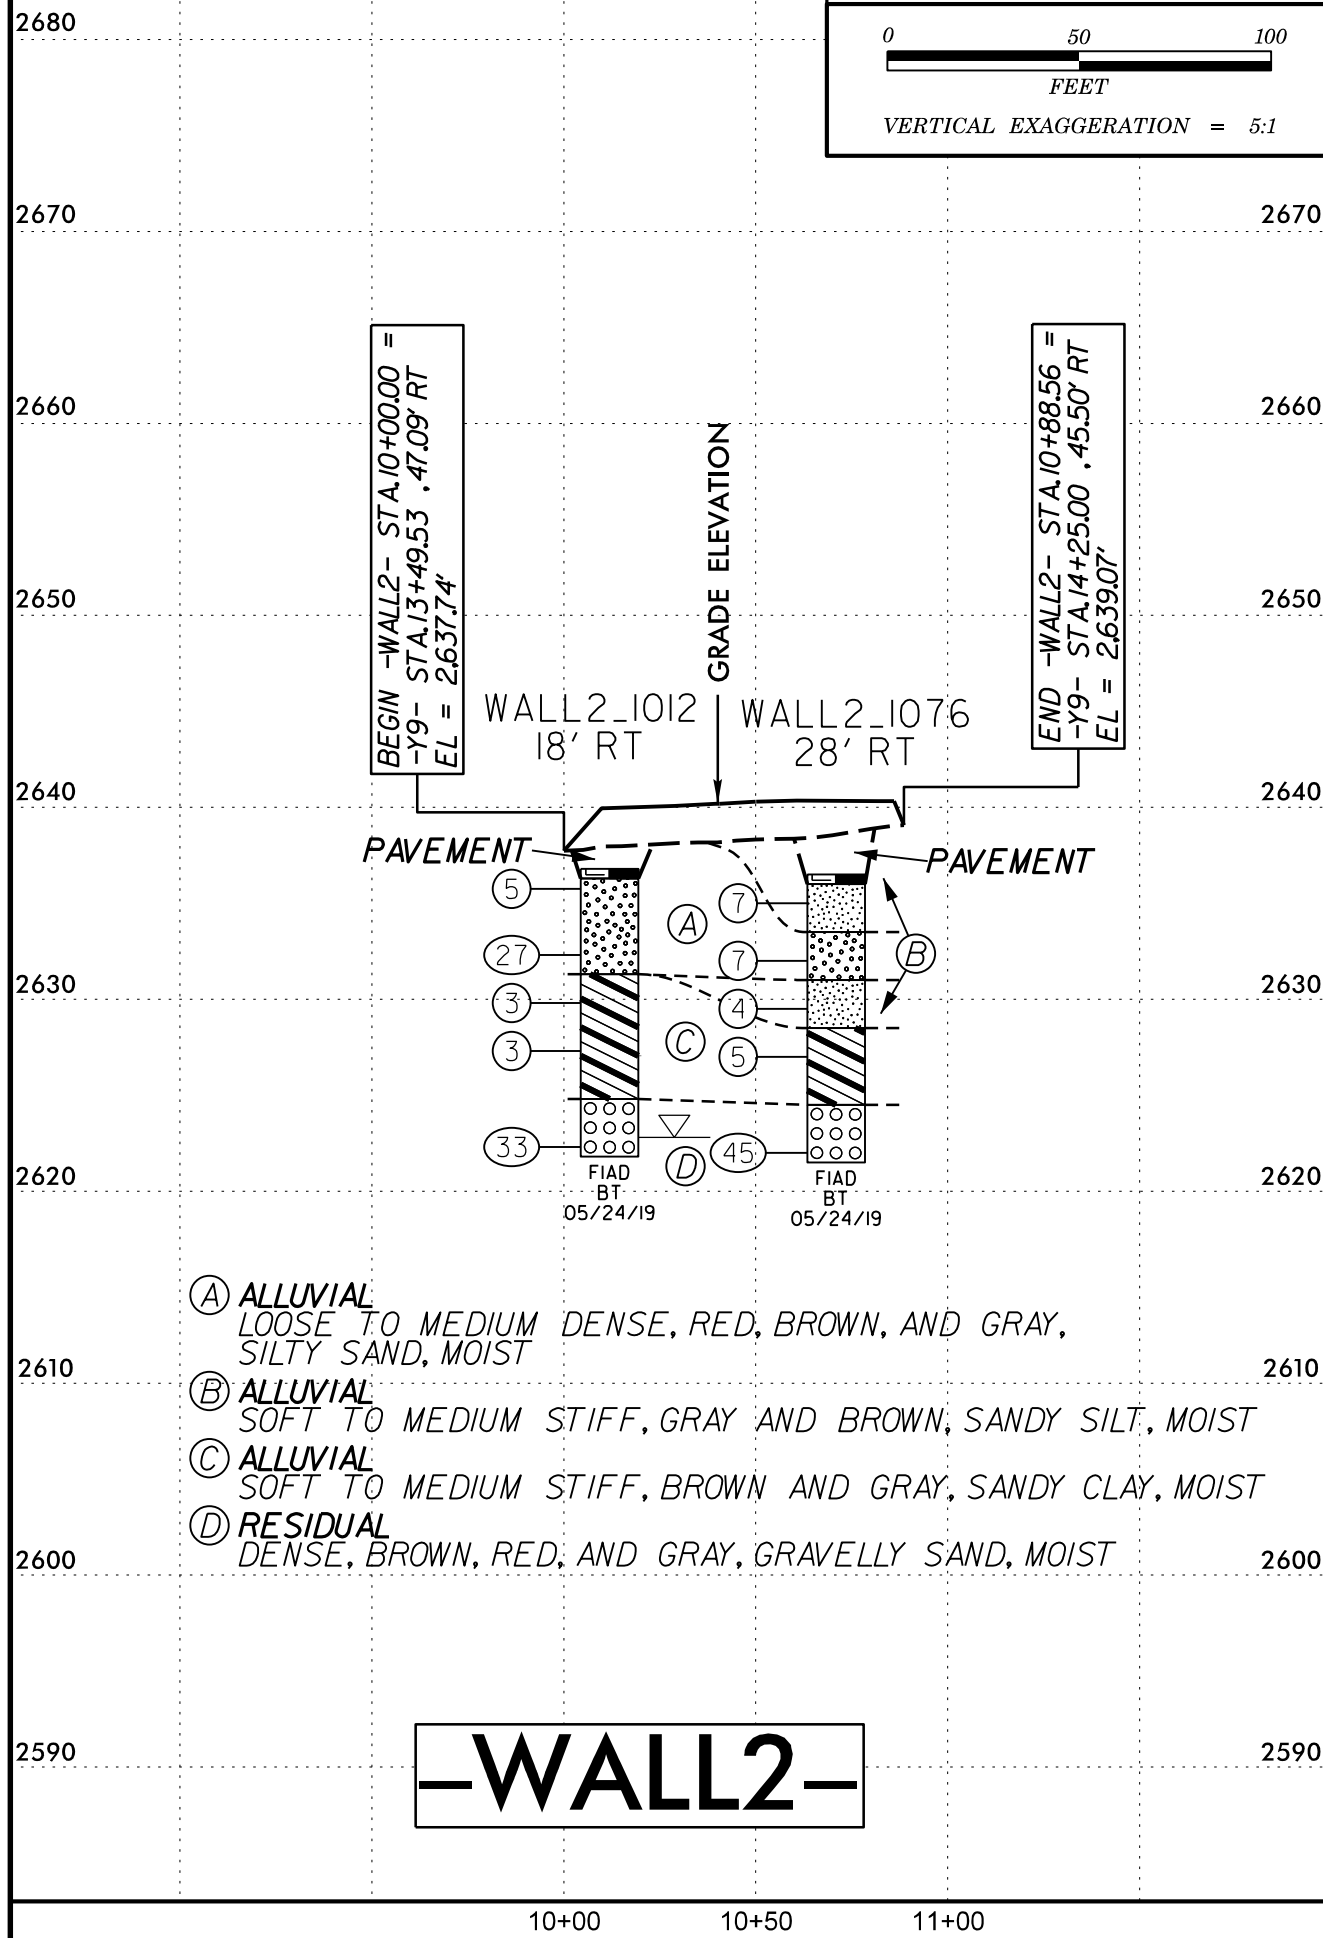 2680
0 50 100
FEET
VERTICAL EXAGGERATION = 5:1
2670 2670
2660 2660
2650 2650
BEGIN -WALL2- STA.10+00.00 =
-Y9- STA.13+49.53 ,47.09' RT
EL = 2,637.74'
GRADE ELEVATION
END -WALL2- STA.10+88.56 =
-Y9- STA.14+25.00 ,45.50' RT
EL = 2,639.07'
WALL2_1012
18' RT
WALL2_1076
28' RT
2640 2640
PAVEMENT
PAVEMENT
5
7
A
27
7
B
2630 2630
3
4
3
C
5
33
D
45
2620 2620
FIAD
BT
05/24/19
FIAD
BT
05/24/19
A ALLUVIAL
LOOSE TO MEDIUM DENSE, RED, BROWN, AND GRAY,
SILTY SAND, MOIST
2610 2610
B ALLUVIAL
SOFT TO MEDIUM STIFF, GRAY AND BROWN, SANDY SILT, MOIST
C ALLUVIAL
SOFT TO MEDIUM STIFF, BROWN AND GRAY, SANDY CLAY, MOIST
D RESIDUAL
DENSE, BROWN, RED, AND GRAY, GRAVELLY SAND, MOIST
2600 2600
2590 2590
-WALL2-
10+00 10+50 11+00